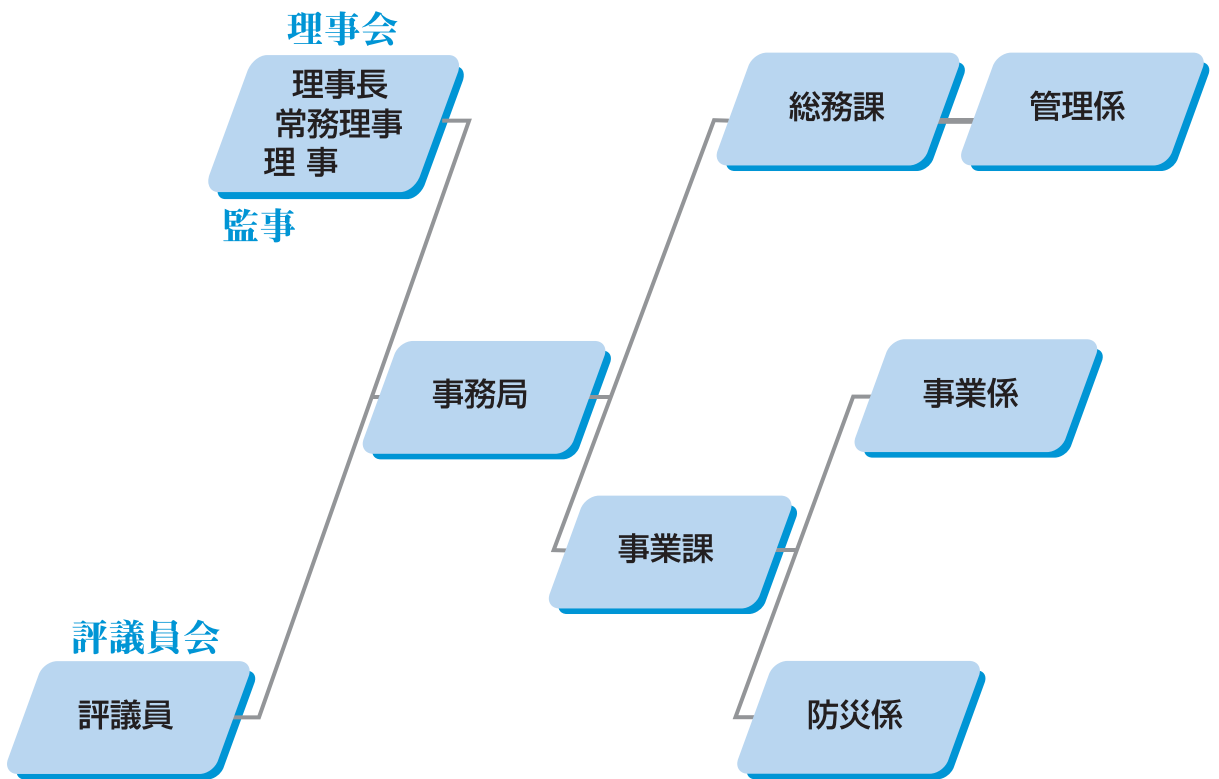 理事会
理事長
常務理事
理 事
監事
評議員会
評議員
事務局
総務課
管理係
事業課
事業係
防災係